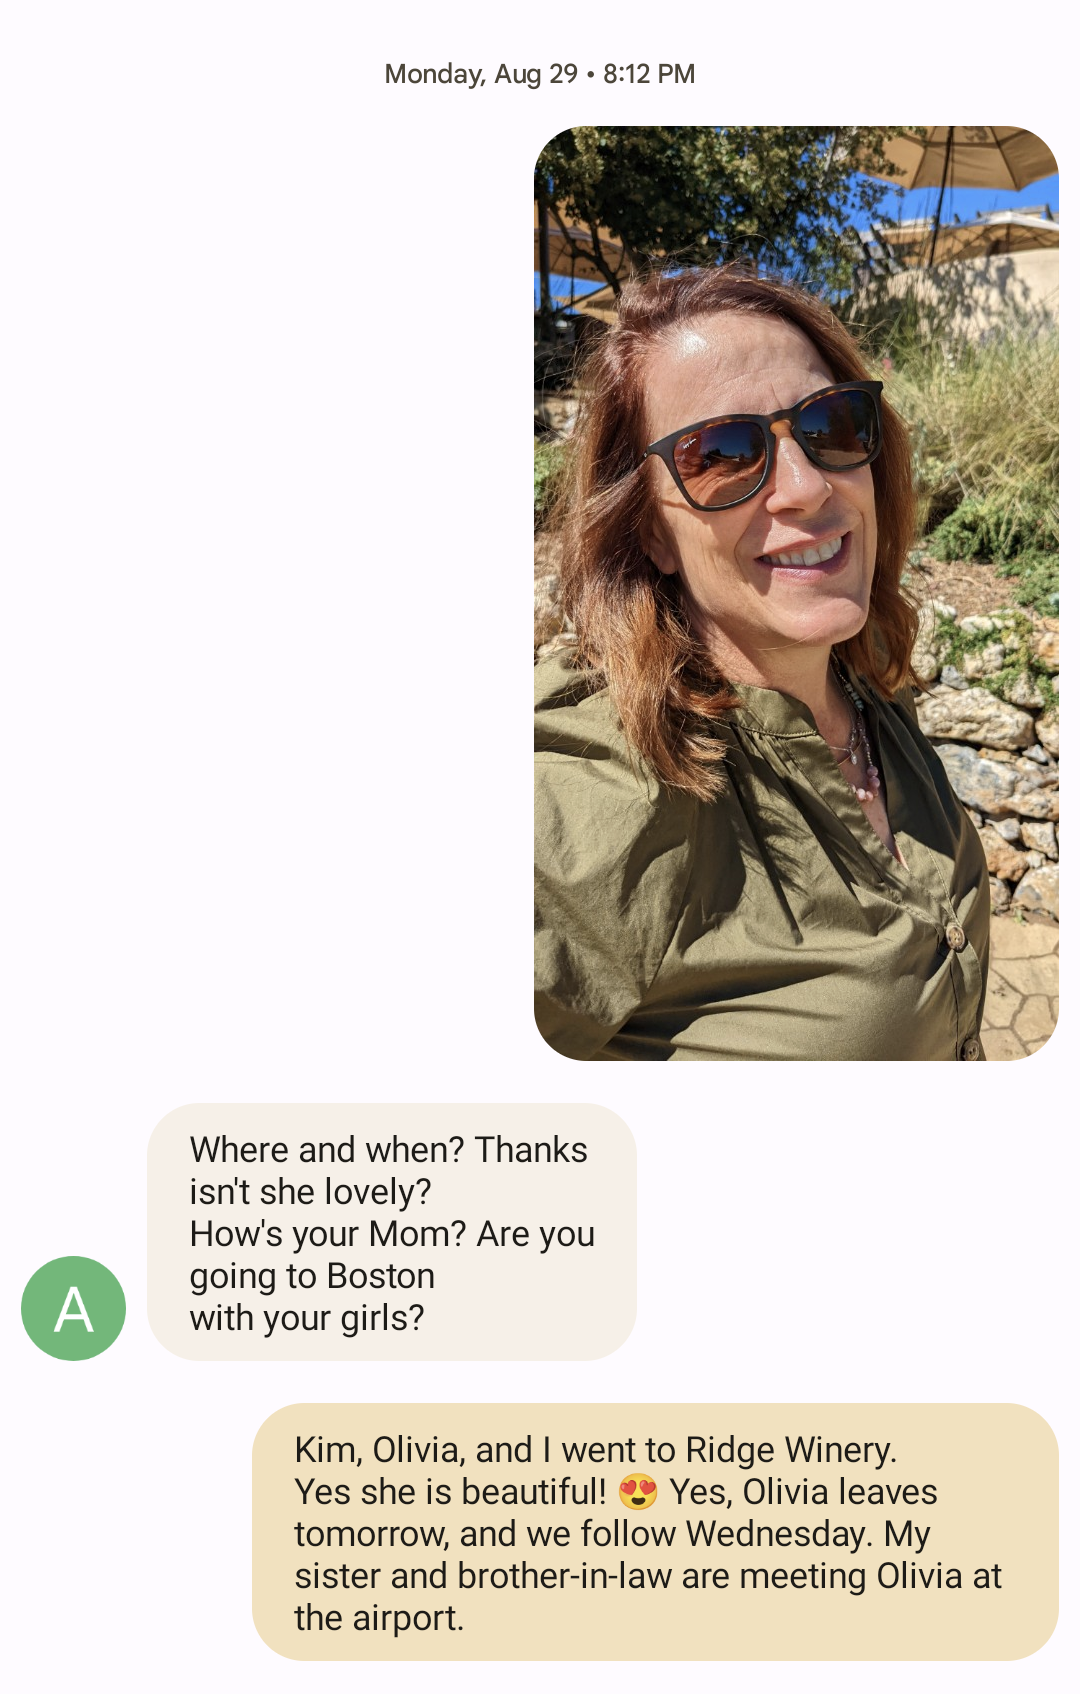 Monday, Aug 29 • 8:12 PM
Where and when? Thanks
isn't she lovely?
How's your Mom? Are you
going to Boston
with your girls?
A
Kim, Olivia, and I went to Ridge Winery.
Yes she is beautiful! 😍 Yes, Olivia leaves
tomorrow, and we follow Wednesday. My
sister and brother-in-law are meeting Olivia at
the airport.